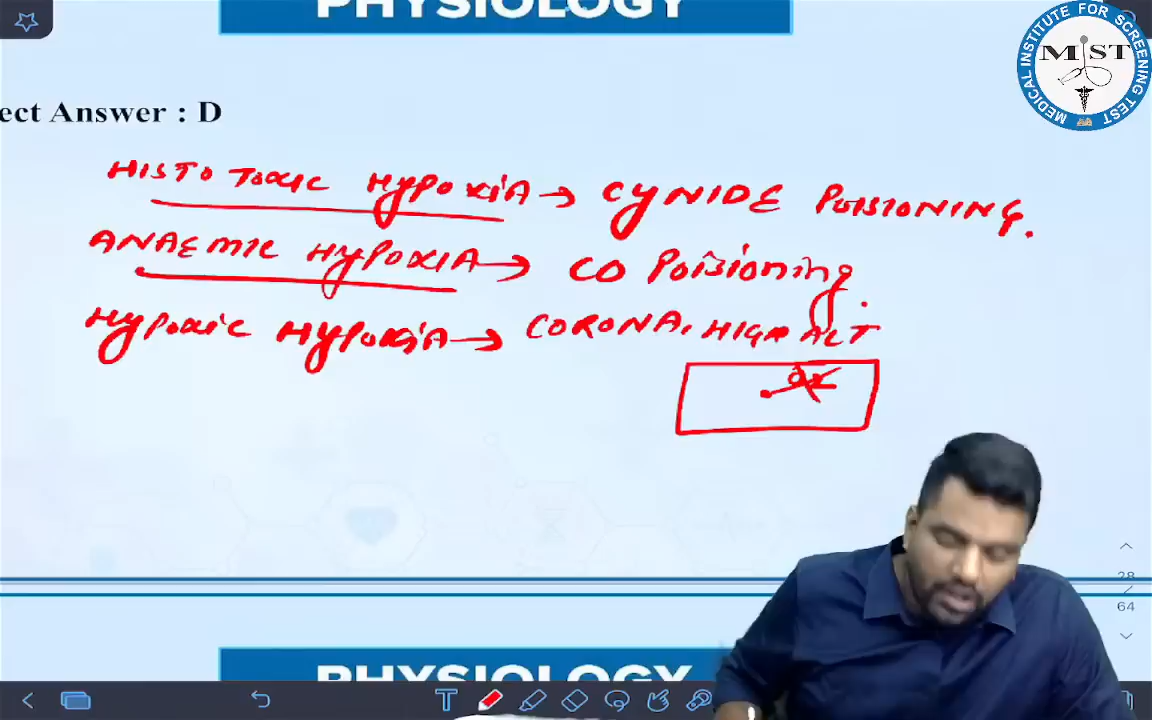 PHYSIOLOGY
MEDICAL INSTITUTE FOR SCREENING TEST
MIST
ect Answer : D
HISTOTOXIC HYPOXIA → CYNIDE POISIONING.
ANAEMIC HYPOXIA → CO POISIONING.
HYPOXIC HYPOXIA → CORONA, HIGH ALT
28
64
PHYSIOLOGY
T